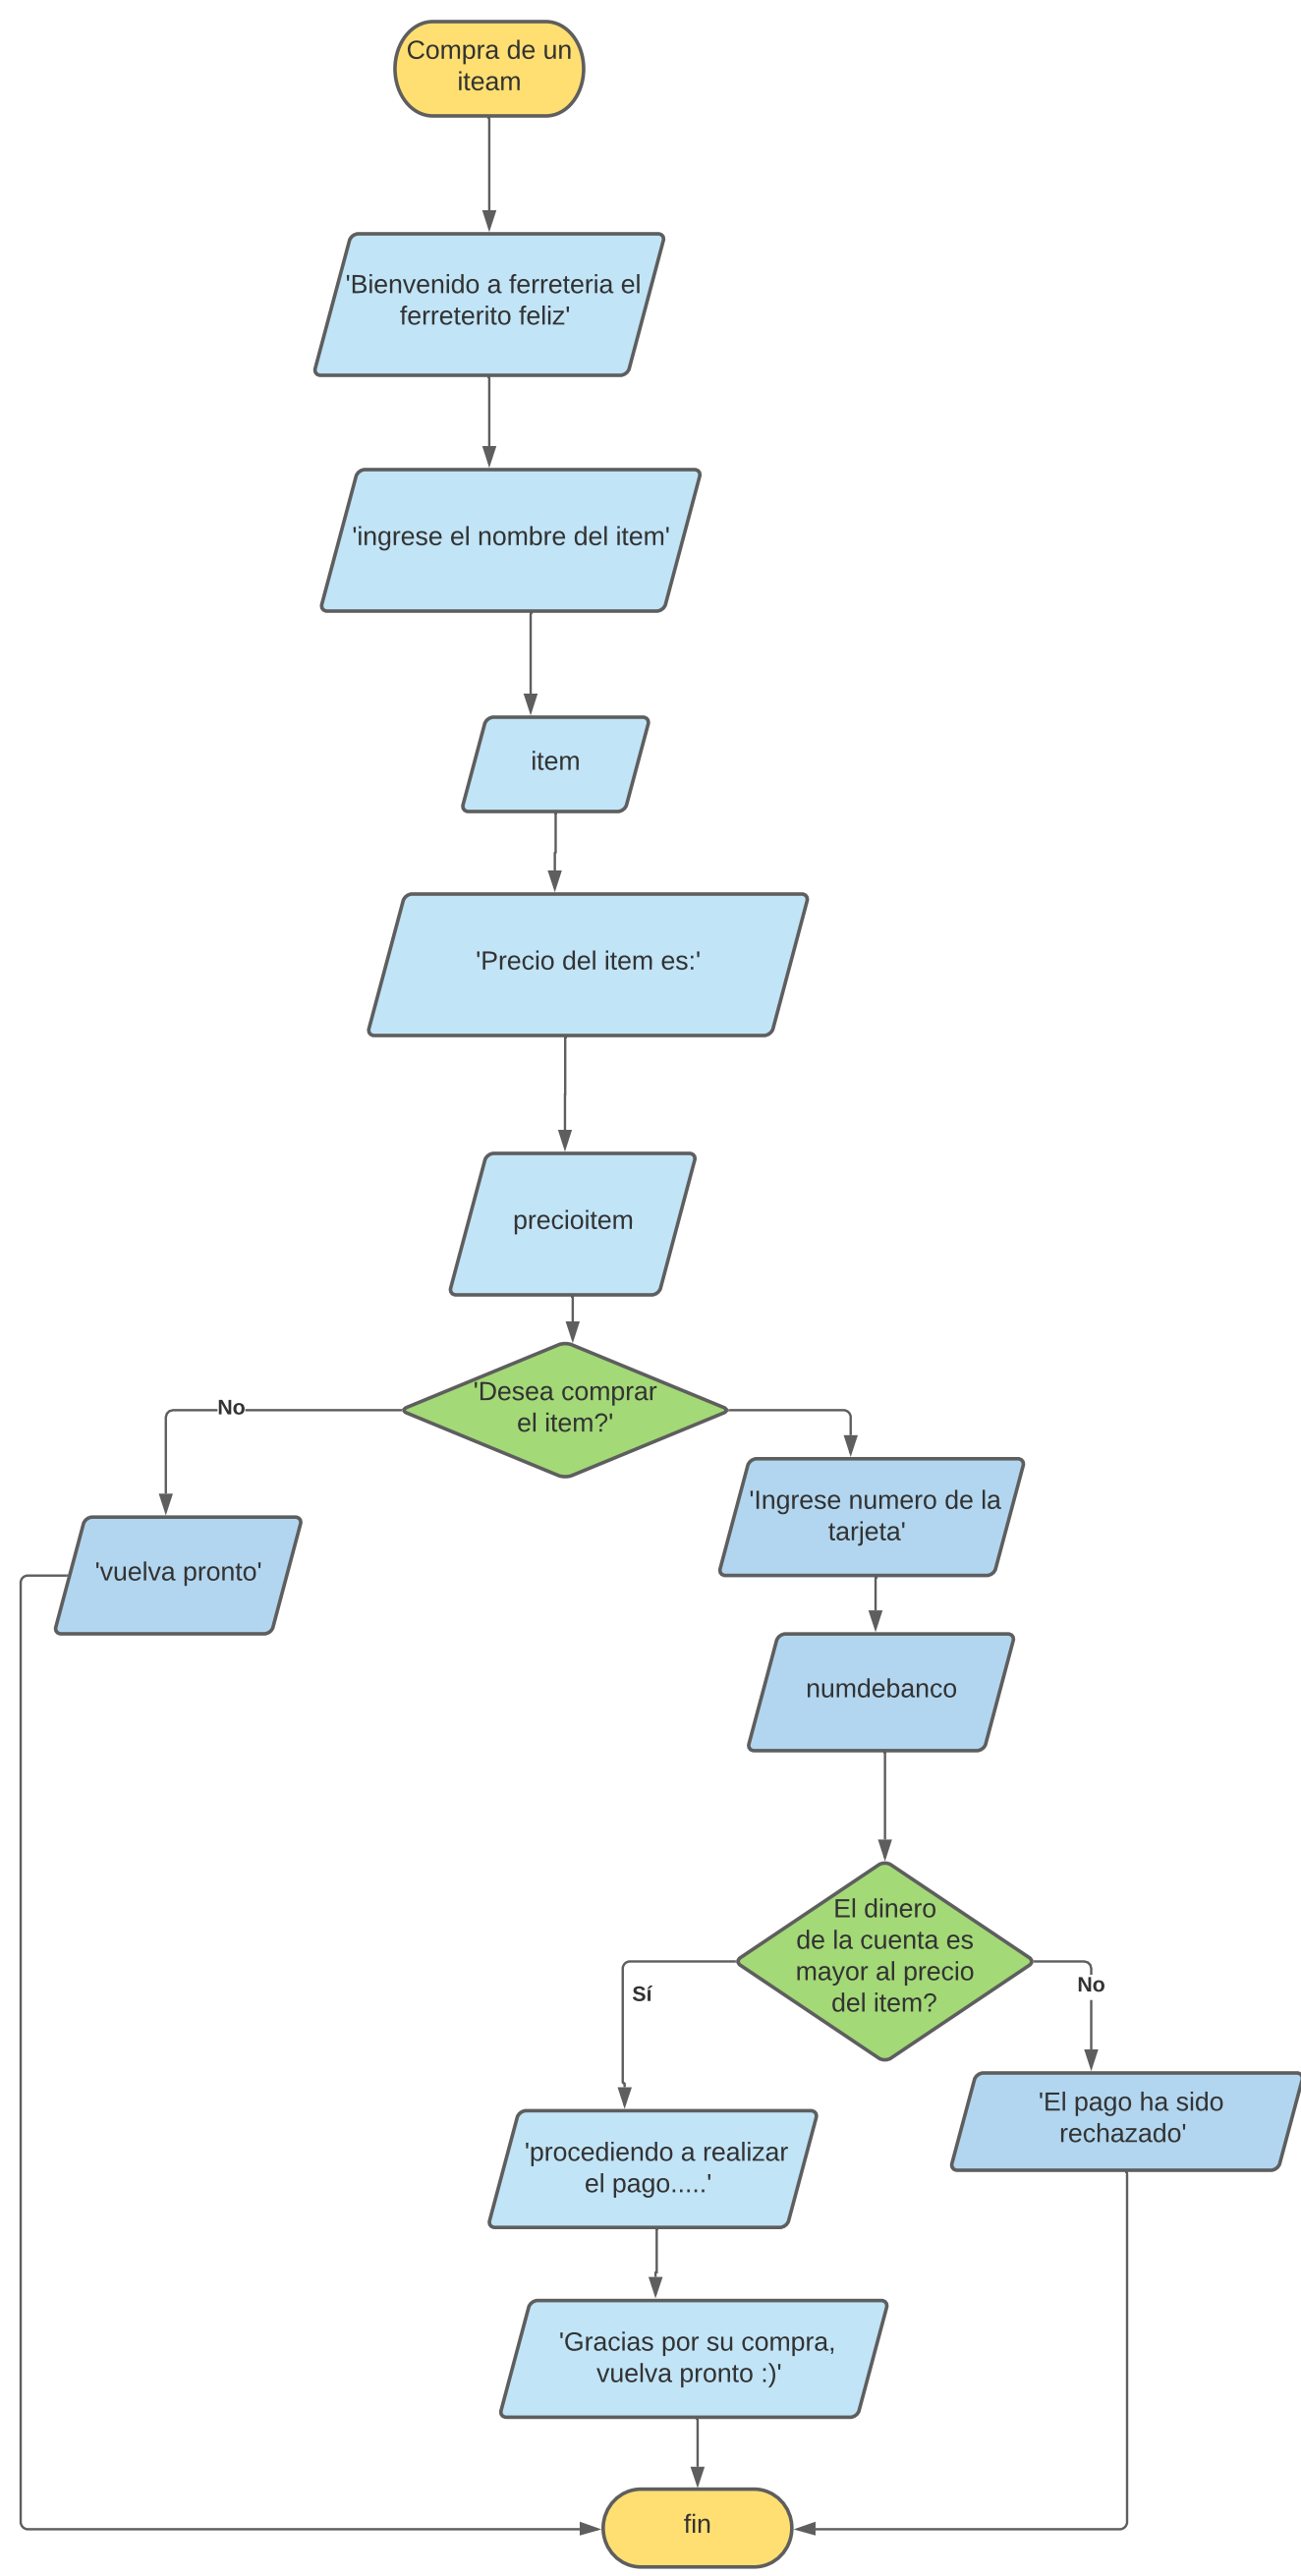 Compra de un
iteam
'Bienvenido a ferreteria el
ferreterito feliz'
'ingrese el nombre del item'
item
'Precio del item es:'
precioitem
'Desea comprar
el item?'
No
'Ingrese numero de la
tarjeta'
'vuelva pronto'
numdebanco
El dinero
de la cuenta es
mayor al precio
del item?
Sí
No
'El pago ha sido
rechazado'
'procediendo a realizar
el pago.....'
'Gracias por su compra,
vuelva pronto :)'
fin